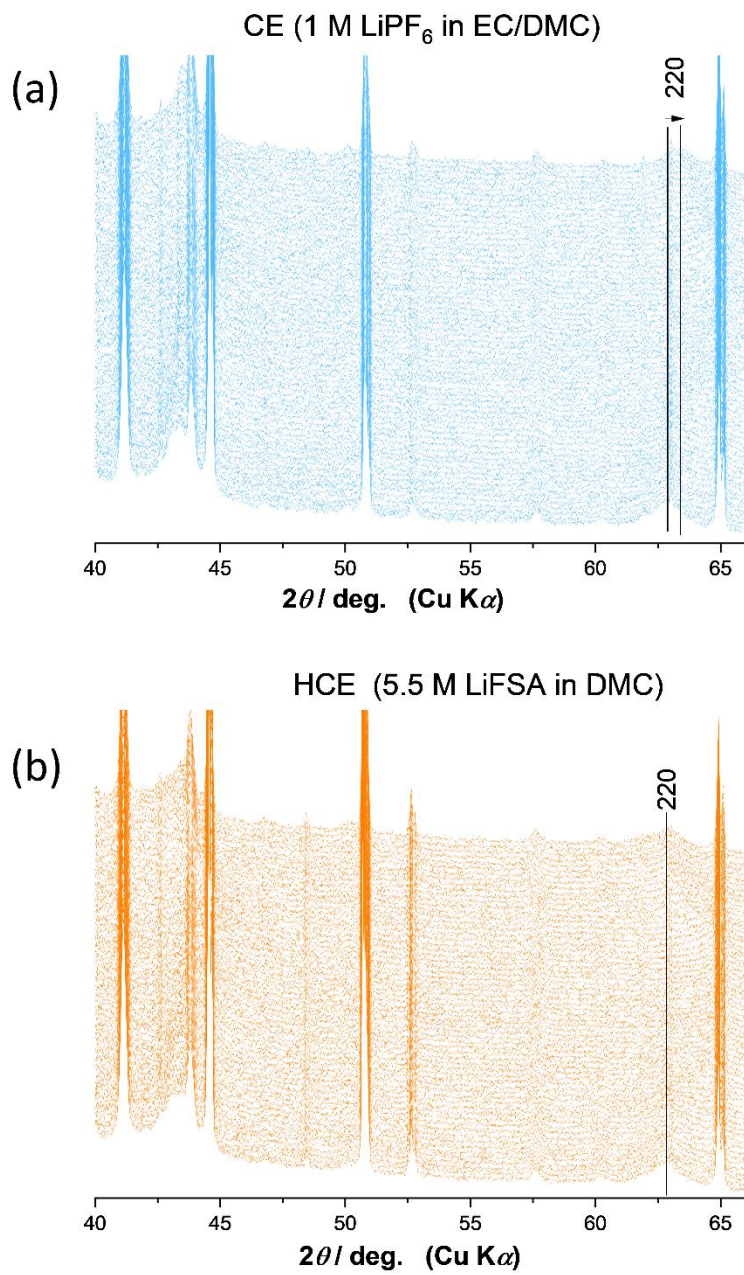 CE (1 M LiPF₆ in EC/DMC)
(a)
220
40 45 50 55 60 65
2θ / deg. (Cu Kα)
HCE (5.5 M LiFSA in DMC)
(b)
220
40 45 50 55 60 65
2θ / deg. (Cu Kα)